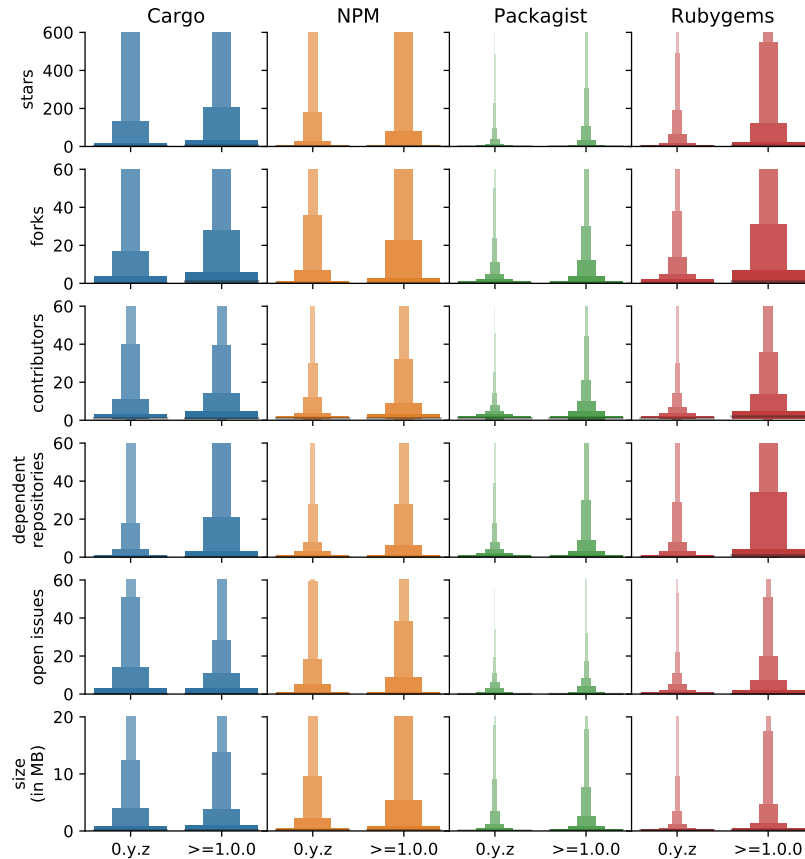 Cargo NPM Packagist Rubygems
600
400
200
0
stars
60
40
20
0
forks
60
40
20
0
contributors
60
40
20
0
dependent
repositories
60
40
20
0
open issues
20
10
0
size
(in MB)
0.y.z >=1.0.0 0.y.z >=1.0.0 0.y.z >=1.0.0 0.y.z >=1.0.0